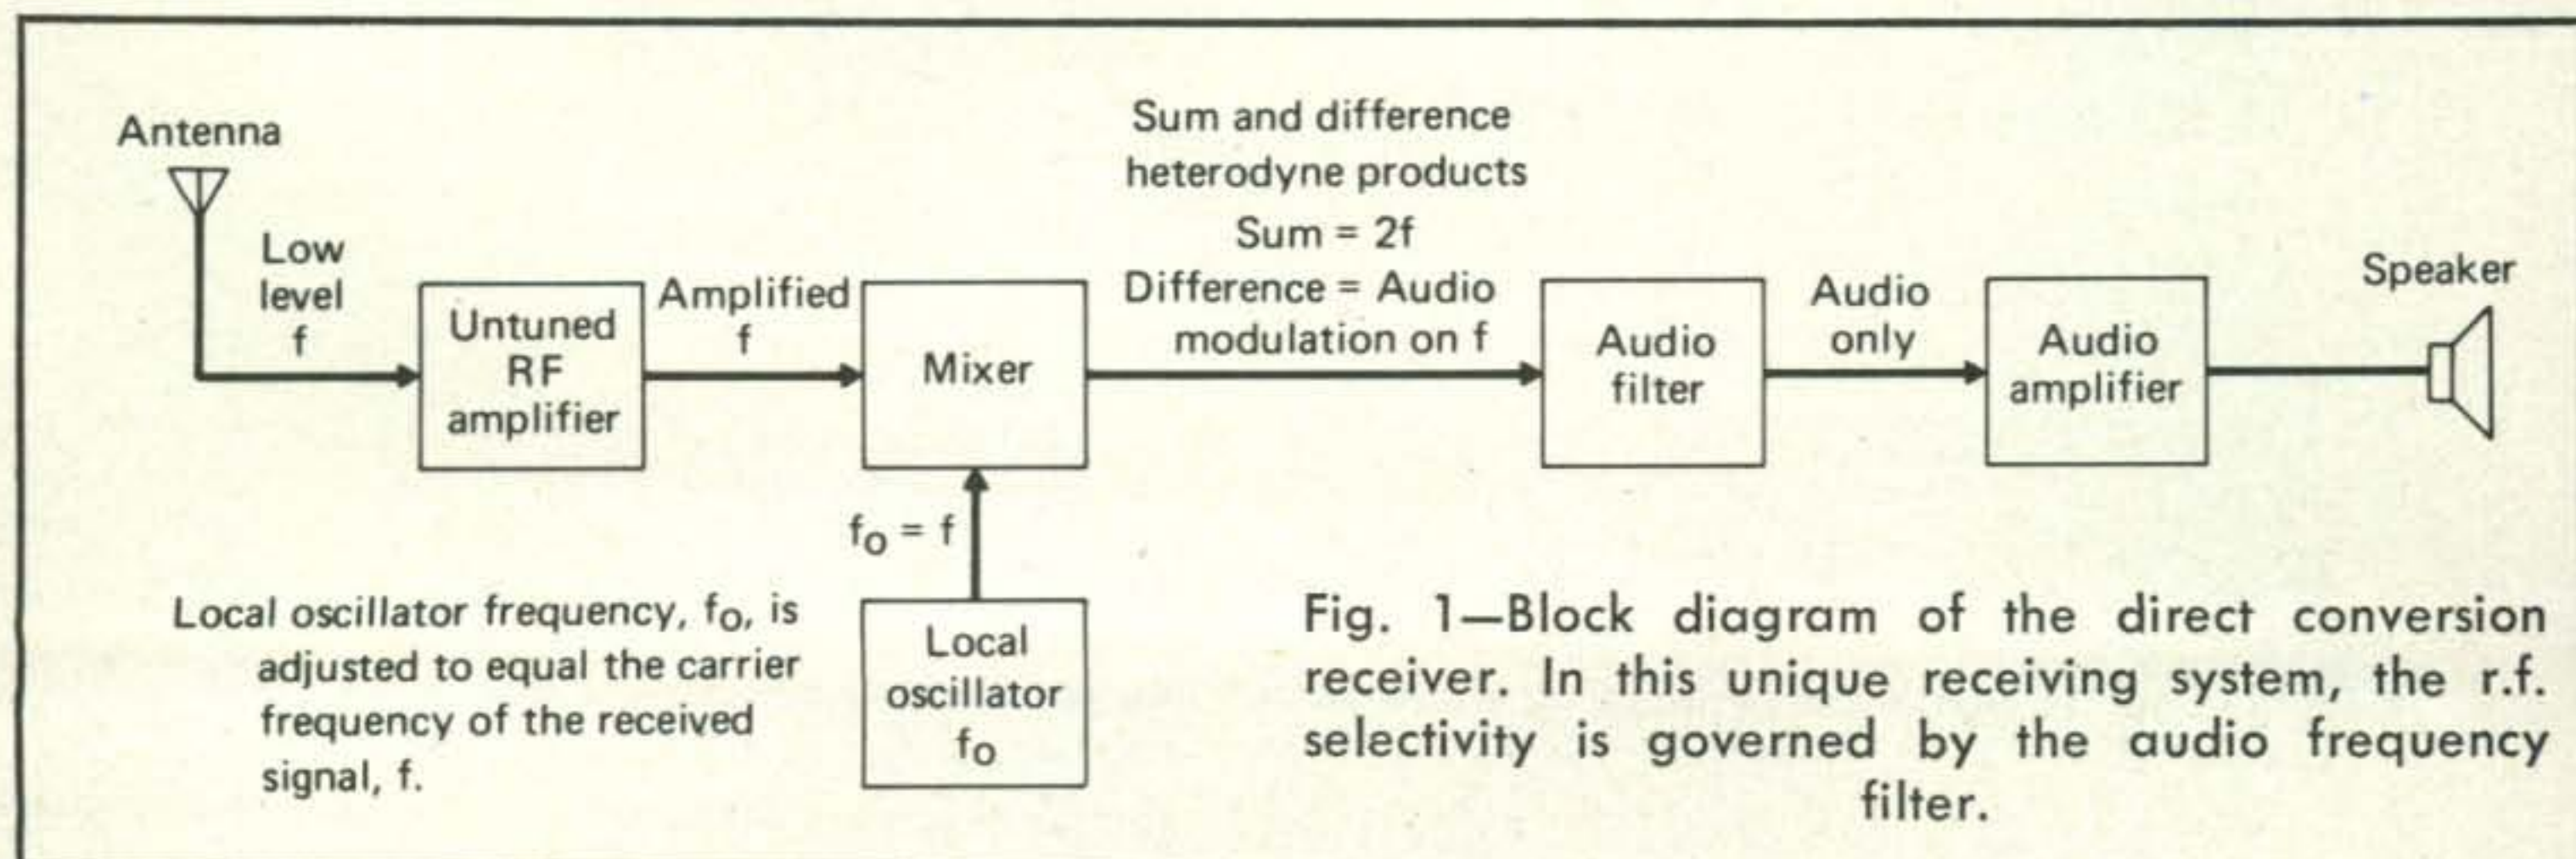 Antenna
Low
level
f
Untuned
RF
amplifier
Amplified
f
Mixer
Sum and difference
heterodyne products
Sum = 2f
Difference = Audio
modulation on f
Audio
filter
Audio
only
Audio
amplifier
Speaker
fo = f
Local
oscillator
fo
Local oscillator frequency, fo, is
adjusted to equal the carrier
frequency of the received
signal, f.
Fig. 1—Block diagram of the direct conversion
receiver. In this unique receiving system, the r.f.
selectivity is governed by the audio frequency
filter.